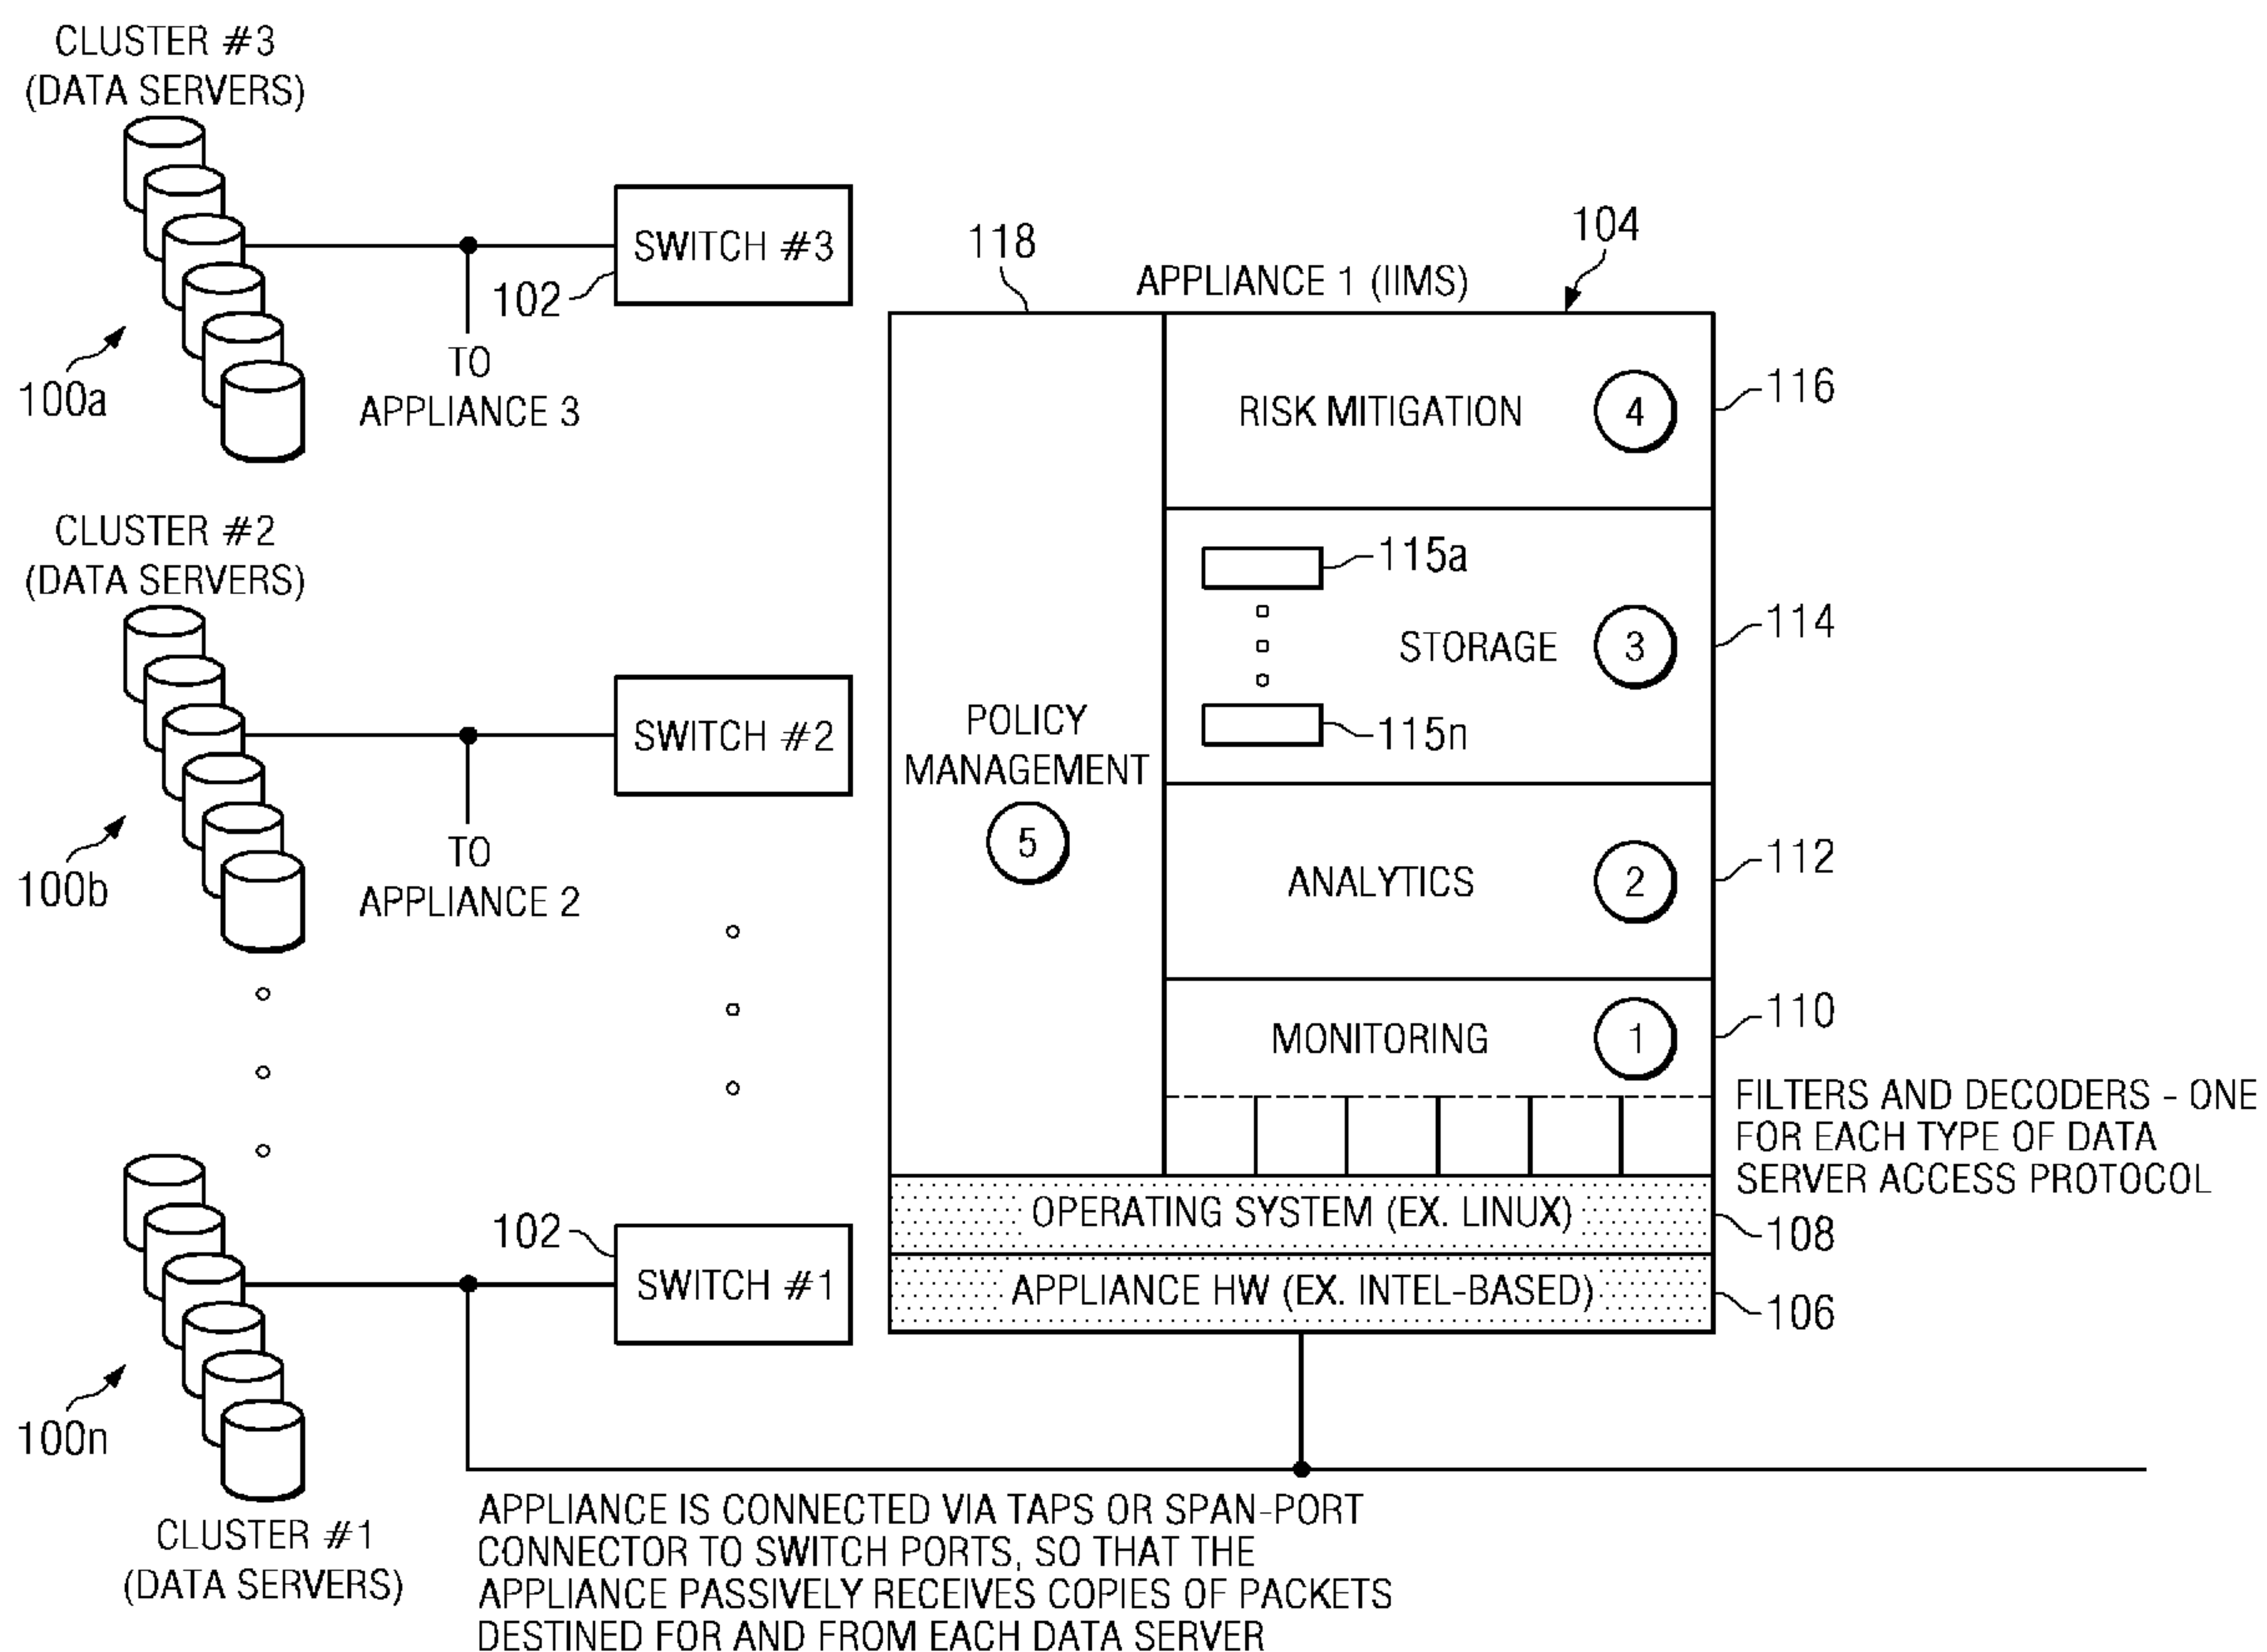 CLUSTER #3
(DATA SERVERS)
100a
TO
APPLIANCE 3
102
SWITCH #3
CLUSTER #2
(DATA SERVERS)
100b
TO
APPLIANCE 2
SWITCH #2
100n
CLUSTER #1
(DATA SERVERS)
102
SWITCH #1
118
APPLIANCE 1 (IIMS)
104
POLICY
MANAGEMENT
5
RISK MITIGATION
4
116
115a
STORAGE
3
114
115n
ANALYTICS
2
112
MONITORING
1
110
FILTERS AND DECODERS - ONE
FOR EACH TYPE OF DATA
SERVER ACCESS PROTOCOL
OPERATING SYSTEM (EX. LINUX)
108
APPLIANCE HW (EX. INTEL-BASED)
106
APPLIANCE IS CONNECTED VIA TAPS OR SPAN-PORT
CONNECTOR TO SWITCH PORTS, SO THAT THE
APPLIANCE PASSIVELY RECEIVES COPIES OF PACKETS
DESTINED FOR AND FROM EACH DATA SERVER